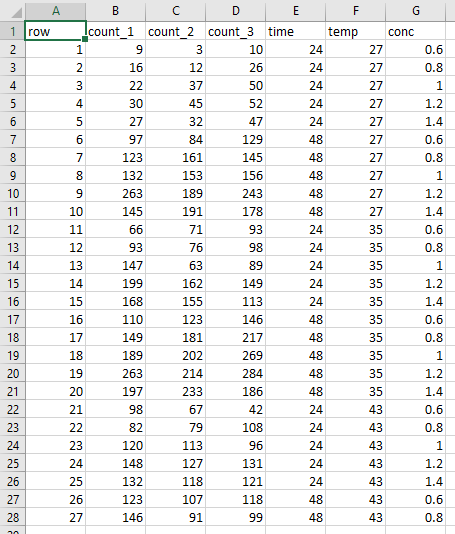 A B C D E F G
1 row count_1 count_2 count_3 time temp conc
2 1 9 3 10 24 27 0.6
3 2 16 12 26 24 27 0.8
4 3 22 37 50 24 27 1
5 4 30 45 52 24 27 1.2
6 5 27 32 47 24 27 1.4
7 6 97 84 129 48 27 0.6
8 7 123 161 145 48 27 0.8
9 8 132 153 156 48 27 1
10 9 263 189 243 48 27 1.2
11 10 145 191 178 48 27 1.4
12 11 66 71 93 24 35 0.6
13 12 93 76 98 24 35 0.8
14 13 147 63 89 24 35 1
15 14 199 162 149 24 35 1.2
16 15 168 155 113 24 35 1.4
17 16 110 123 146 48 35 0.6
18 17 149 181 217 48 35 0.8
19 18 189 202 269 48 35 1
20 19 263 214 284 48 35 1.2
21 20 197 233 186 48 35 1.4
22 21 98 67 42 24 43 0.6
23 22 82 79 108 24 43 0.8
24 23 120 113 96 24 43 1
25 24 148 127 131 24 43 1.2
26 25 132 118 121 24 43 1.4
27 26 123 107 118 48 43 0.6
28 27 146 91 99 48 43 0.8